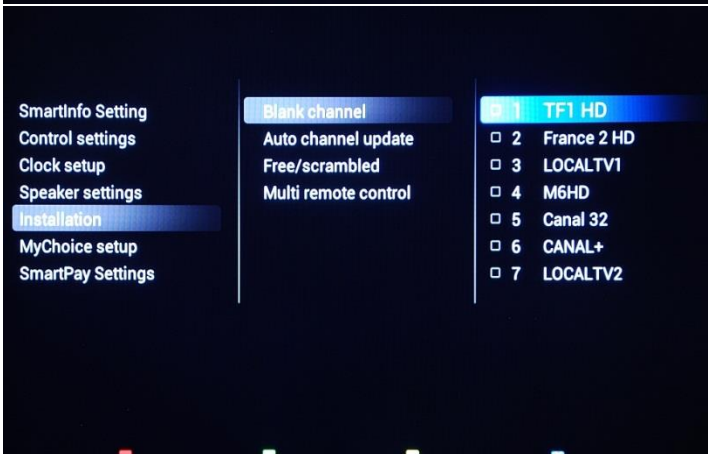 SmartInfo Setting
Control settings
Clock setup
Speaker settings
Installation
MyChoice setup
SmartPay Settings
Blank channel
Auto channel update
Free/scrambled
Multi remote control
1 TF1 HD
2 France 2 HD
3 LOCALTV1
4 M6HD
5 Canal 32
6 CANAL+
7 LOCALTV2